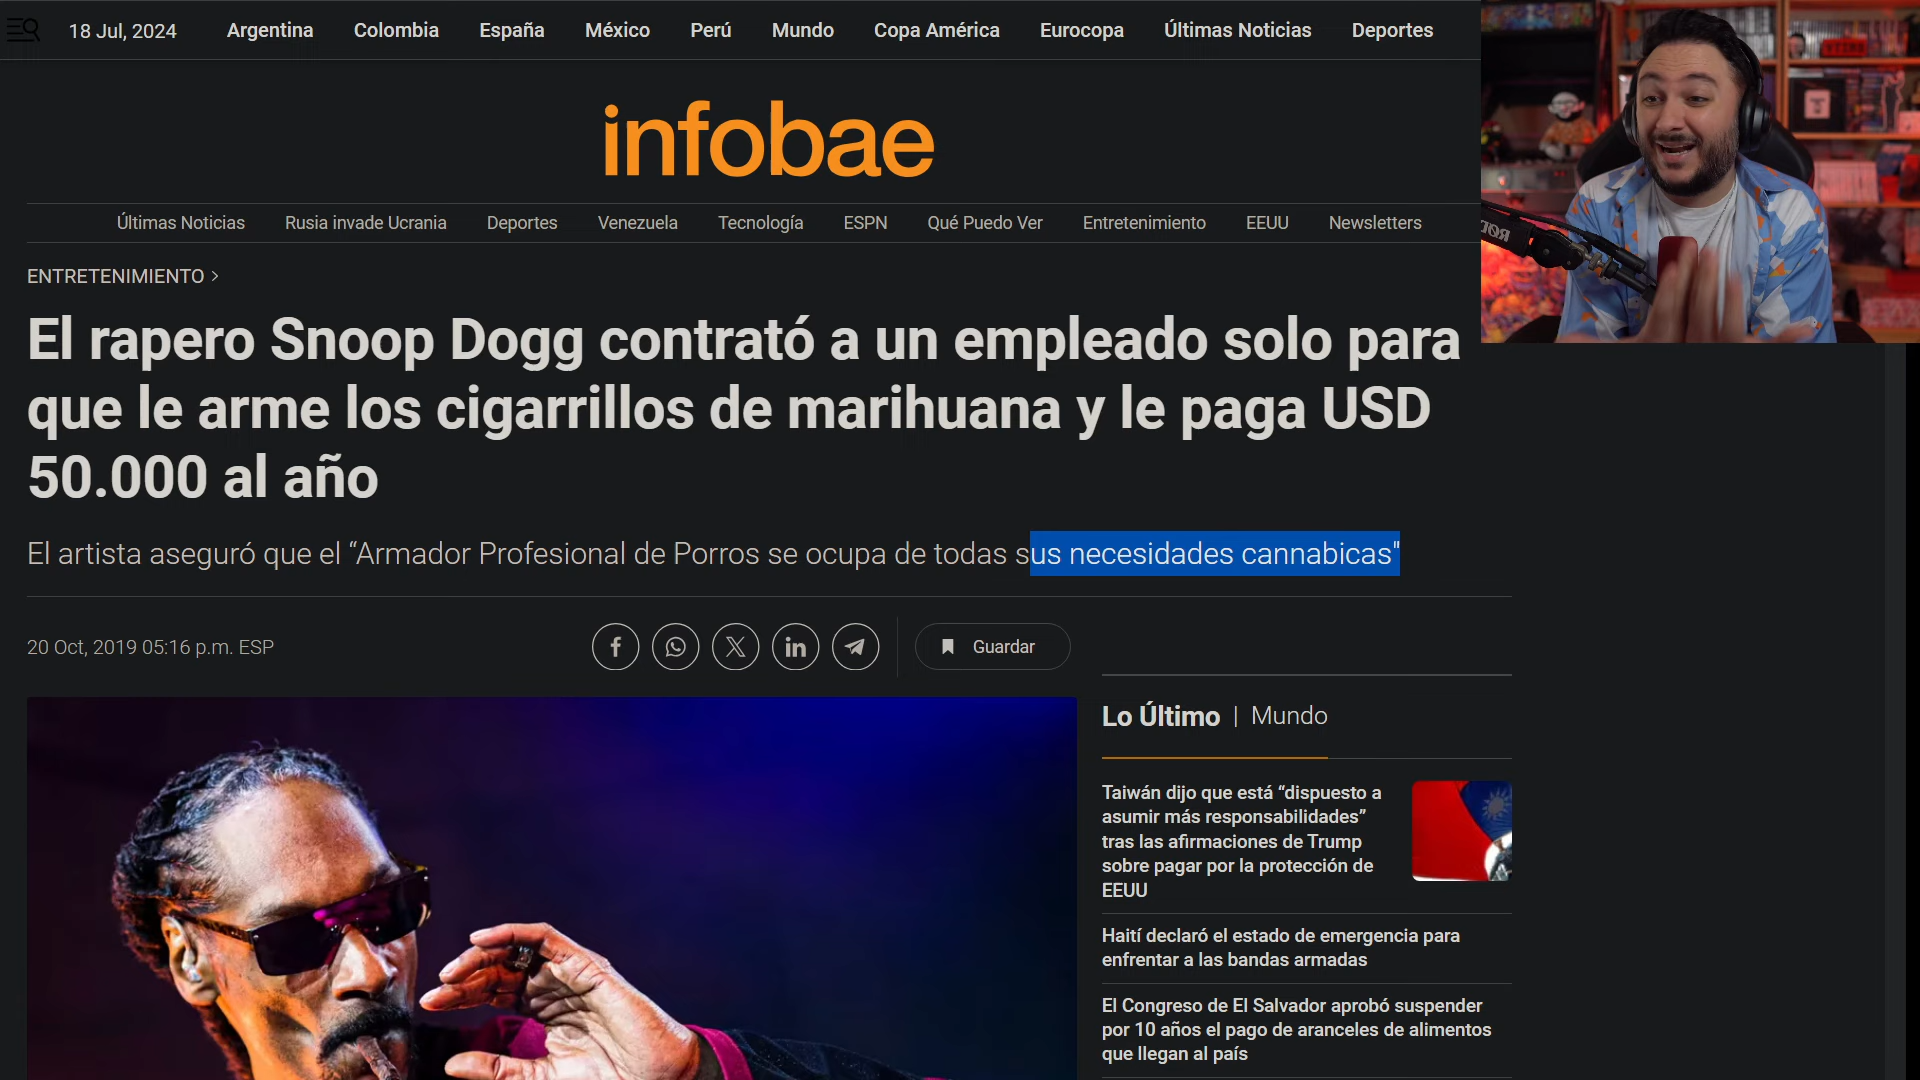 18 Jul, 2024 Argentina Colombia España México Perú Mundo Copa América Eurocopa Últimas Noticias Deportes
infobae
Últimas Noticias Rusia invade Ucrania Deportes Venezuela Tecnología ESPN Qué Puedo Ver Entretenimiento EEUU Newsletters
RØDE
ENTRETENIMIENTO >
El rapero Snoop Dogg contrató a un empleado solo para
que le arme los cigarrillos de marihuana y le paga USD
50.000 al año
El artista aseguró que el “Armador Profesional de Porros se ocupa de todas sus necesidades cannabicas"
20 Oct, 2019 05:16 p.m. ESP
Guardar
Lo Último | Mundo
Taiwán dijo que está “dispuesto a
asumir más responsabilidades”
tras las afirmaciones de Trump
sobre pagar por la protección de
EEUU
Haití declaró el estado de emergencia para
enfrentar a las bandas armadas
El Congreso de El Salvador aprobó suspender
por 10 años el pago de aranceles de alimentos
que llegan al país